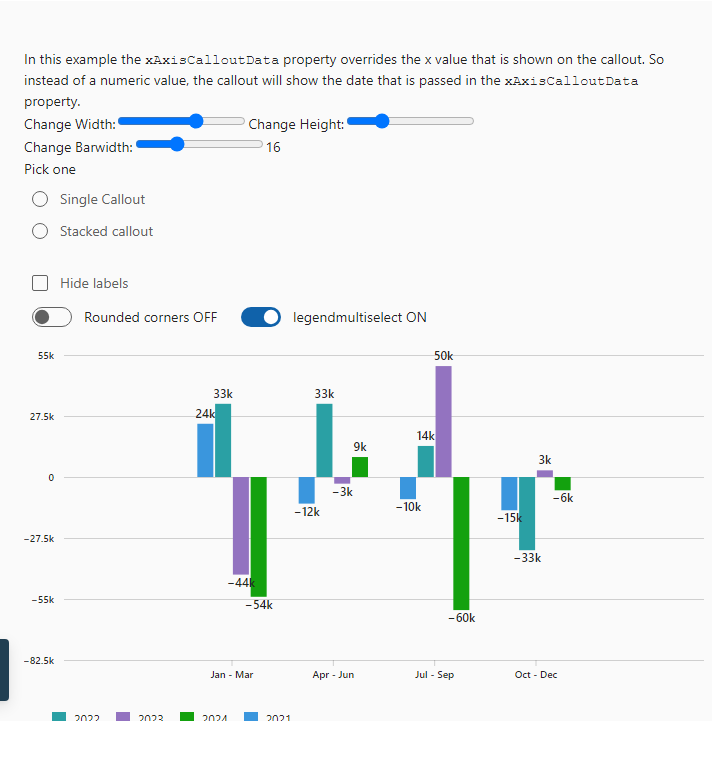 In this example the xAxisCalloutData property overrides the x value that is shown on the callout. So
instead of a numeric value, the callout will show the date that is passed in the xAxisCalloutData
property.
Change Width: Change Height:
Change Barwidth: 16
Pick one
Single Callout
Stacked callout
Hide labels
Rounded corners OFF legendmultiselect ON
55k
27.5k
0
−27.5k
−55k
−82.5k
24k
33k
−44k
−54k
−12k
33k
−3k
9k
−10k
14k
50k
−60k
−15k
−33k
3k
−6k
Jan - Mar Apr - Jun Jul - Sep Oct - Dec
2022 2023 2024 2021